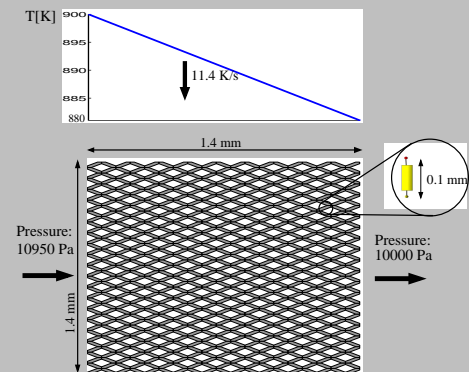 T[K]
900
895
890
885
880
11.4 K/s
1.4 mm
0.1 mm
Pressure:
10950 Pa
Pressure:
10000 Pa
1.4 mm